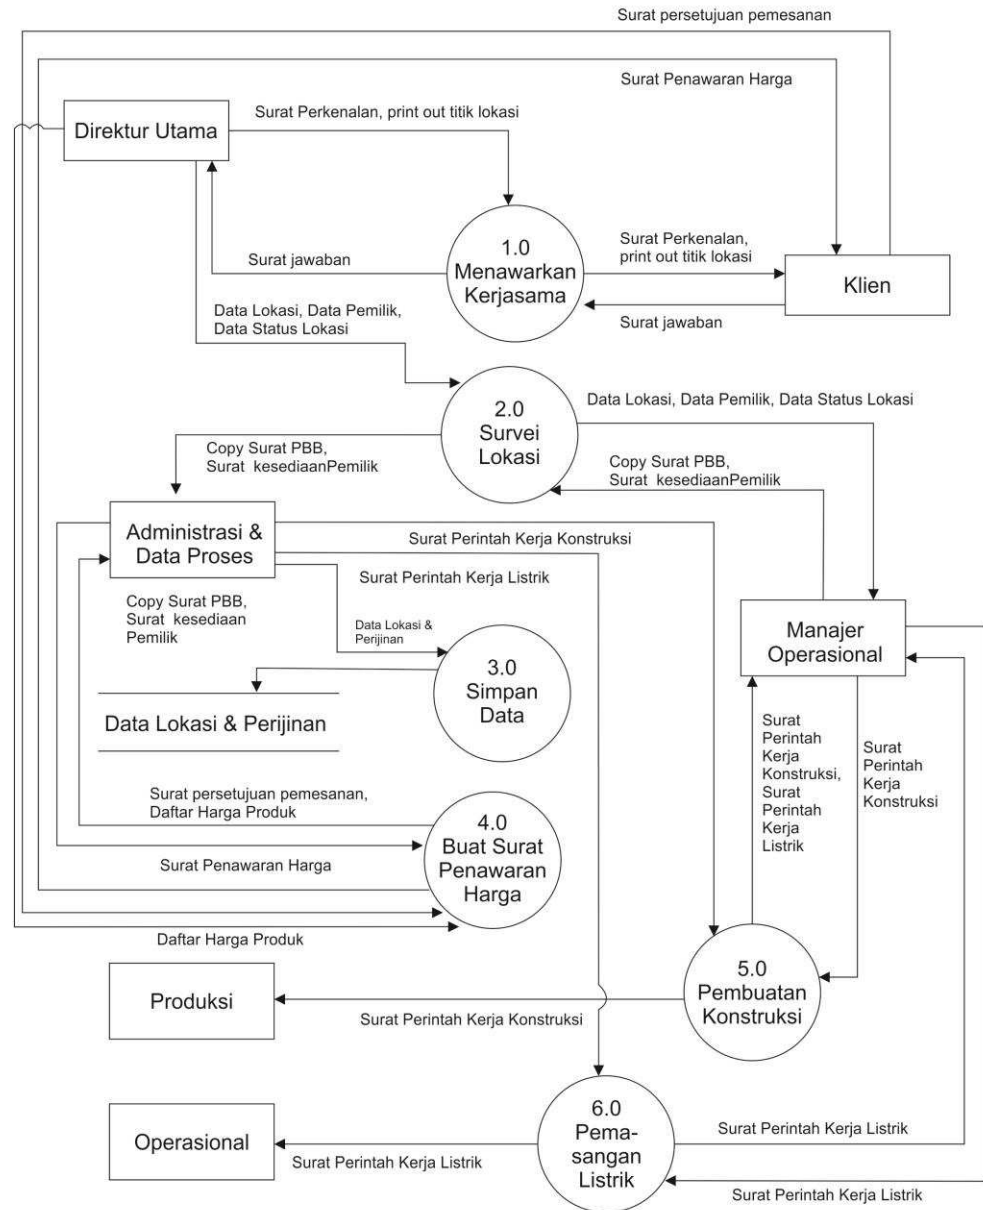 Surat persetujuan pemesanan
Surat Penawaran Harga
Surat Perkenalan, print out titik lokasi
Direktur Utama
1.0
Menawarkan
Kerjasama
Surat Perkenalan,
print out titik lokasi
Klien
Surat jawaban
Surat jawaban
Data Lokasi, Data Pemilik,
Data Status Lokasi
2.0
Survei
Lokasi
Data Lokasi, Data Pemilik, Data Status Lokasi
Copy Surat PBB,
Surat kesediaanPemilik
Copy Surat PBB,
Surat kesediaanPemilik
Administrasi &
Data Proses
Surat Perintah Kerja Konstruksi
Surat Perintah Kerja Listrik
Copy Surat PBB,
Surat kesediaan
Pemilik
Data Lokasi &
Perijinan
Manajer
Operasional
3.0
Simpan
Data
Data Lokasi & Perijinan
Surat
Perintah
Kerja
Konstruksi,
Surat
Perintah
Kerja
Listrik
Surat
Perintah
Kerja
Konstruksi
Surat persetujuan pemesanan,
Daftar Harga Produk
4.0
Buat Surat
Penawaran
Harga
Surat Penawaran Harga
Daftar Harga Produk
Produksi
5.0
Pembuatan
Konstruksi
Surat Perintah Kerja Konstruksi
6.0
Pema-
sangan
Listrik
Operasional
Surat Perintah Kerja Listrik
Surat Perintah Kerja Listrik
Surat Perintah Kerja Listrik